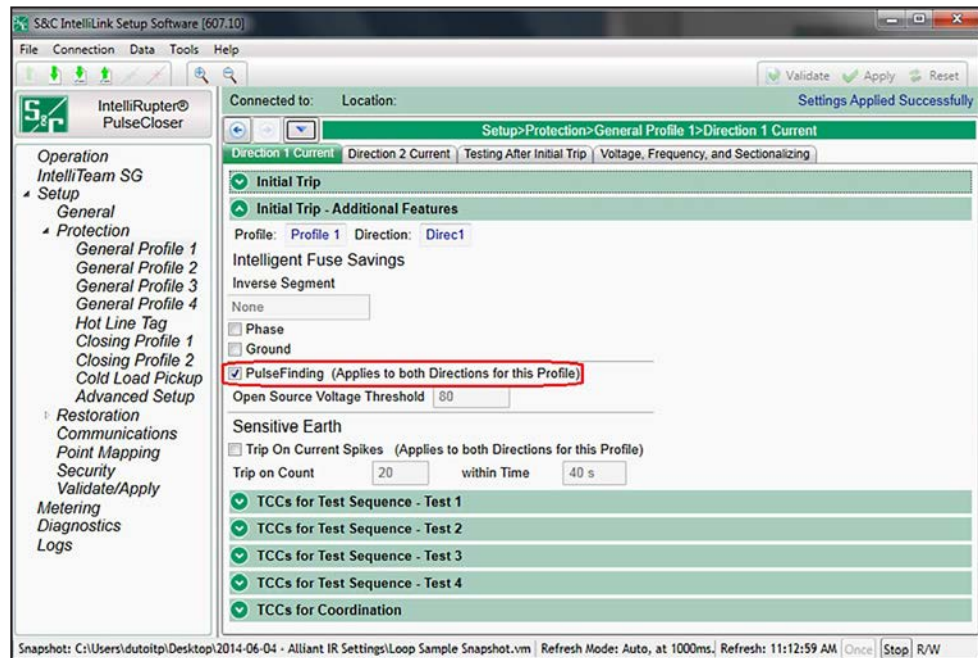 S&C IntelliLink Setup Software [607.10]
File Connection Data Tools Help
Validate Apply Reset
S&C
IntelliRupter®
PulseCloser
Connected to: Location: Settings Applied Successfully
Setup>Protection>General Profile 1>Direction 1 Current
Direction 1 Current Direction 2 Current Testing After Initial Trip Voltage, Frequency, and Sectionalizing
Operation
IntelliTeam SG
Setup
General
Protection
General Profile 1
General Profile 2
General Profile 3
General Profile 4
Hot Line Tag
Closing Profile 1
Closing Profile 2
Cold Load Pickup
Advanced Setup
Restoration
Communications
Point Mapping
Security
Validate/Apply
Metering
Diagnostics
Logs
Initial Trip
Initial Trip - Additional Features
Profile: Profile 1 Direction: Direc1
Intelligent Fuse Savings
Inverse Segment
None
Phase
Ground
PulseFinding (Applies to both Directions for this Profile)
Open Source Voltage Threshold 80
Sensitive Earth
Trip On Current Spikes (Applies to both Directions for this Profile)
Trip on Count 20 within Time 40 s
TCCs for Test Sequence - Test 1
TCCs for Test Sequence - Test 2
TCCs for Test Sequence - Test 3
TCCs for Test Sequence - Test 4
TCCs for Coordination
Snapshot: C:\Users\dutoitp\Desktop\2014-06-04 - Alliant IR Settings\Loop Sample Snapshot.vm Refresh Mode: Auto, at 1000ms. Refresh: 11:12:59 AM Once Stop R/W